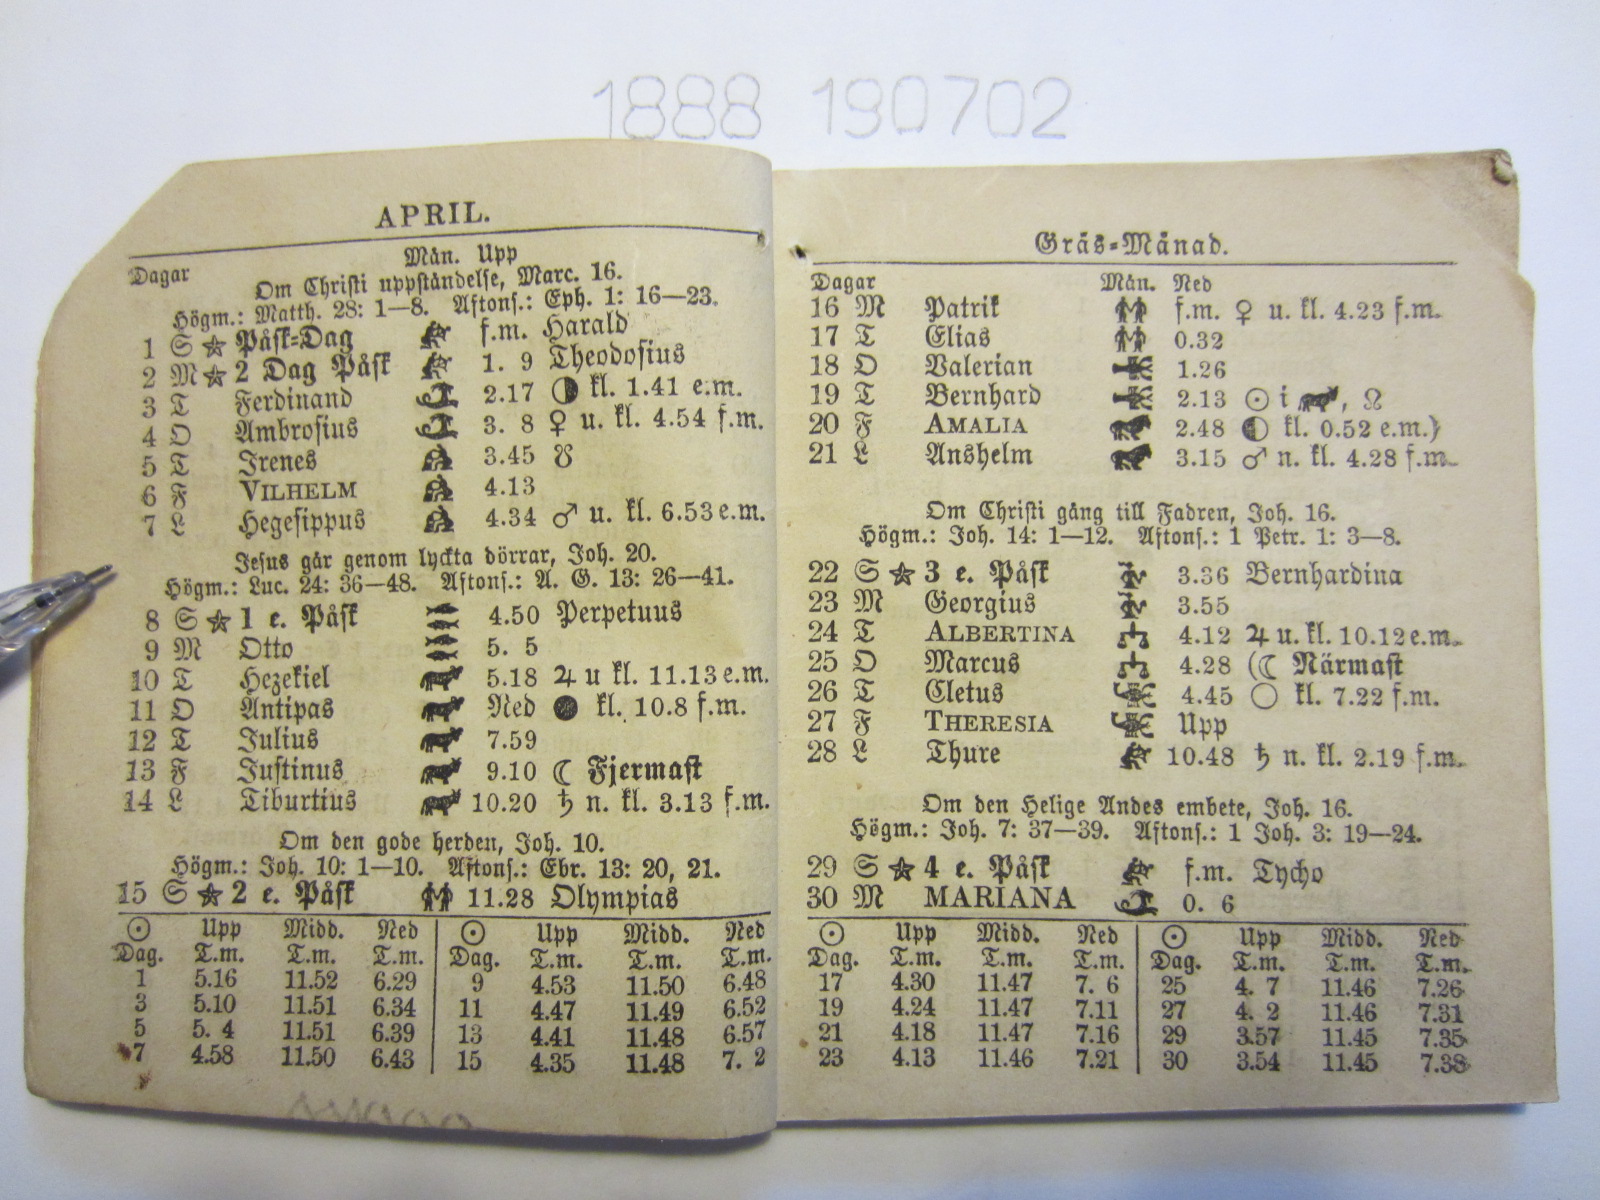 1888 190702
APRIL.
Dagar Mån. Upp
Om Christi uppståndelse, Marc. 16.
Högm.: Matth. 28: 1—8. Aftons.: Eph. 1: 16—23.
1 S ★ Påsk-Dag f.m. Harald
2 M ★ 2 Dag Påsk 1. 9 Theodosius
3 T Ferdinand 2.17 ◑ kl. 1.41 e.m.
4 O Ambrosius 3. 8 ♀ u. kl. 4.54 f.m.
5 T Irenes 3.45 ☋
6 F VILHELM 4.13
7 L Hegesippus 4.34 ♂ u. kl. 6.53 e.m.
Jesus går genom lyckta dörrar, Joh. 20.
Högm.: Luc. 24: 36—48. Aftons.: A. G. 13: 26—41.
8 S ★ 1 e. Påsk 4.50 Perpetuus
9 M Otto 5. 5
10 T Hezekiel 5.18 ♃ u kl. 11.13 e.m.
11 O Antipas Ned ● kl. 10.8 f.m.
12 T Julius 7.59
13 F Justinus 9.10 ☾ Fjermast
14 L Tiburtius 10.20 ♄ n. kl. 3.13 f.m.
Om den gode herden, Joh. 10.
Högm.: Joh. 10: 1—10. Aftons.: Ebr. 13: 20, 21.
15 S ★ 2 e. Påsk 11.28 Olympias
☉ Upp Midd. Ned ☉ Upp Midd. Ned
Dag. T.m. T.m. T.m. Dag. T.m. T.m. T.m.
1 5.16 11.52 6.29 9 4.53 11.50 6.48
3 5.10 11.51 6.34 11 4.47 11.49 6.52
5 5. 4 11.51 6.39 13 4.41 11.48 6.57
7 4.58 11.50 6.43 15 4.35 11.48 7. 2
Gräs-Månad.
Dagar Mån. Ned
16 M Patrik f.m. ♀ u. kl. 4.23 f.m.
17 T Elias 0.32
18 O Valerian 1.26
19 T Bernhard 2.13 ☉ i ♉, ☊
20 F AMALIA 2.48 ◐ kl. 0.52 e.m.)
21 L Anshelm 3.15 ♂ n. kl. 4.28 f.m.
Om Christi gång till Fadren, Joh. 16.
Högm.: Joh. 14: 1—12. Aftons.: 1 Petr. 1: 3—8.
22 S ★ 3 e. Påsk 3.36 Bernhardina
23 M Georgius 3.55
24 T ALBERTINA 4.12 ♃ u. kl. 10.12 e.m.
25 O Marcus 4.28 (☾ Närmast
26 T Cletus 4.45 ○ kl. 7.22 f.m.
27 F THERESIA Upp
28 L Thure 10.48 ♄ n. kl. 2.19 f.m.
Om den Helige Andes embete, Joh. 16.
Högm.: Joh. 7: 37—39. Aftons.: 1 Joh. 3: 19—24.
29 S ★ 4 e. Påsk f.m. Tycho
30 M MARIANA 0. 6
☉ Upp Midd. Ned ☉ Upp Midd. Ned
Dag. T.m. T.m. T.m. Dag. T.m. T.m. T.m.
17 4.30 11.47 7. 6 25 4. 7 11.46 7.26
19 4.24 11.47 7.11 27 4. 2 11.46 7.31
21 4.18 11.47 7.16 29 3.57 11.45 7.35
23 4.13 11.46 7.21 30 3.54 11.45 7.38